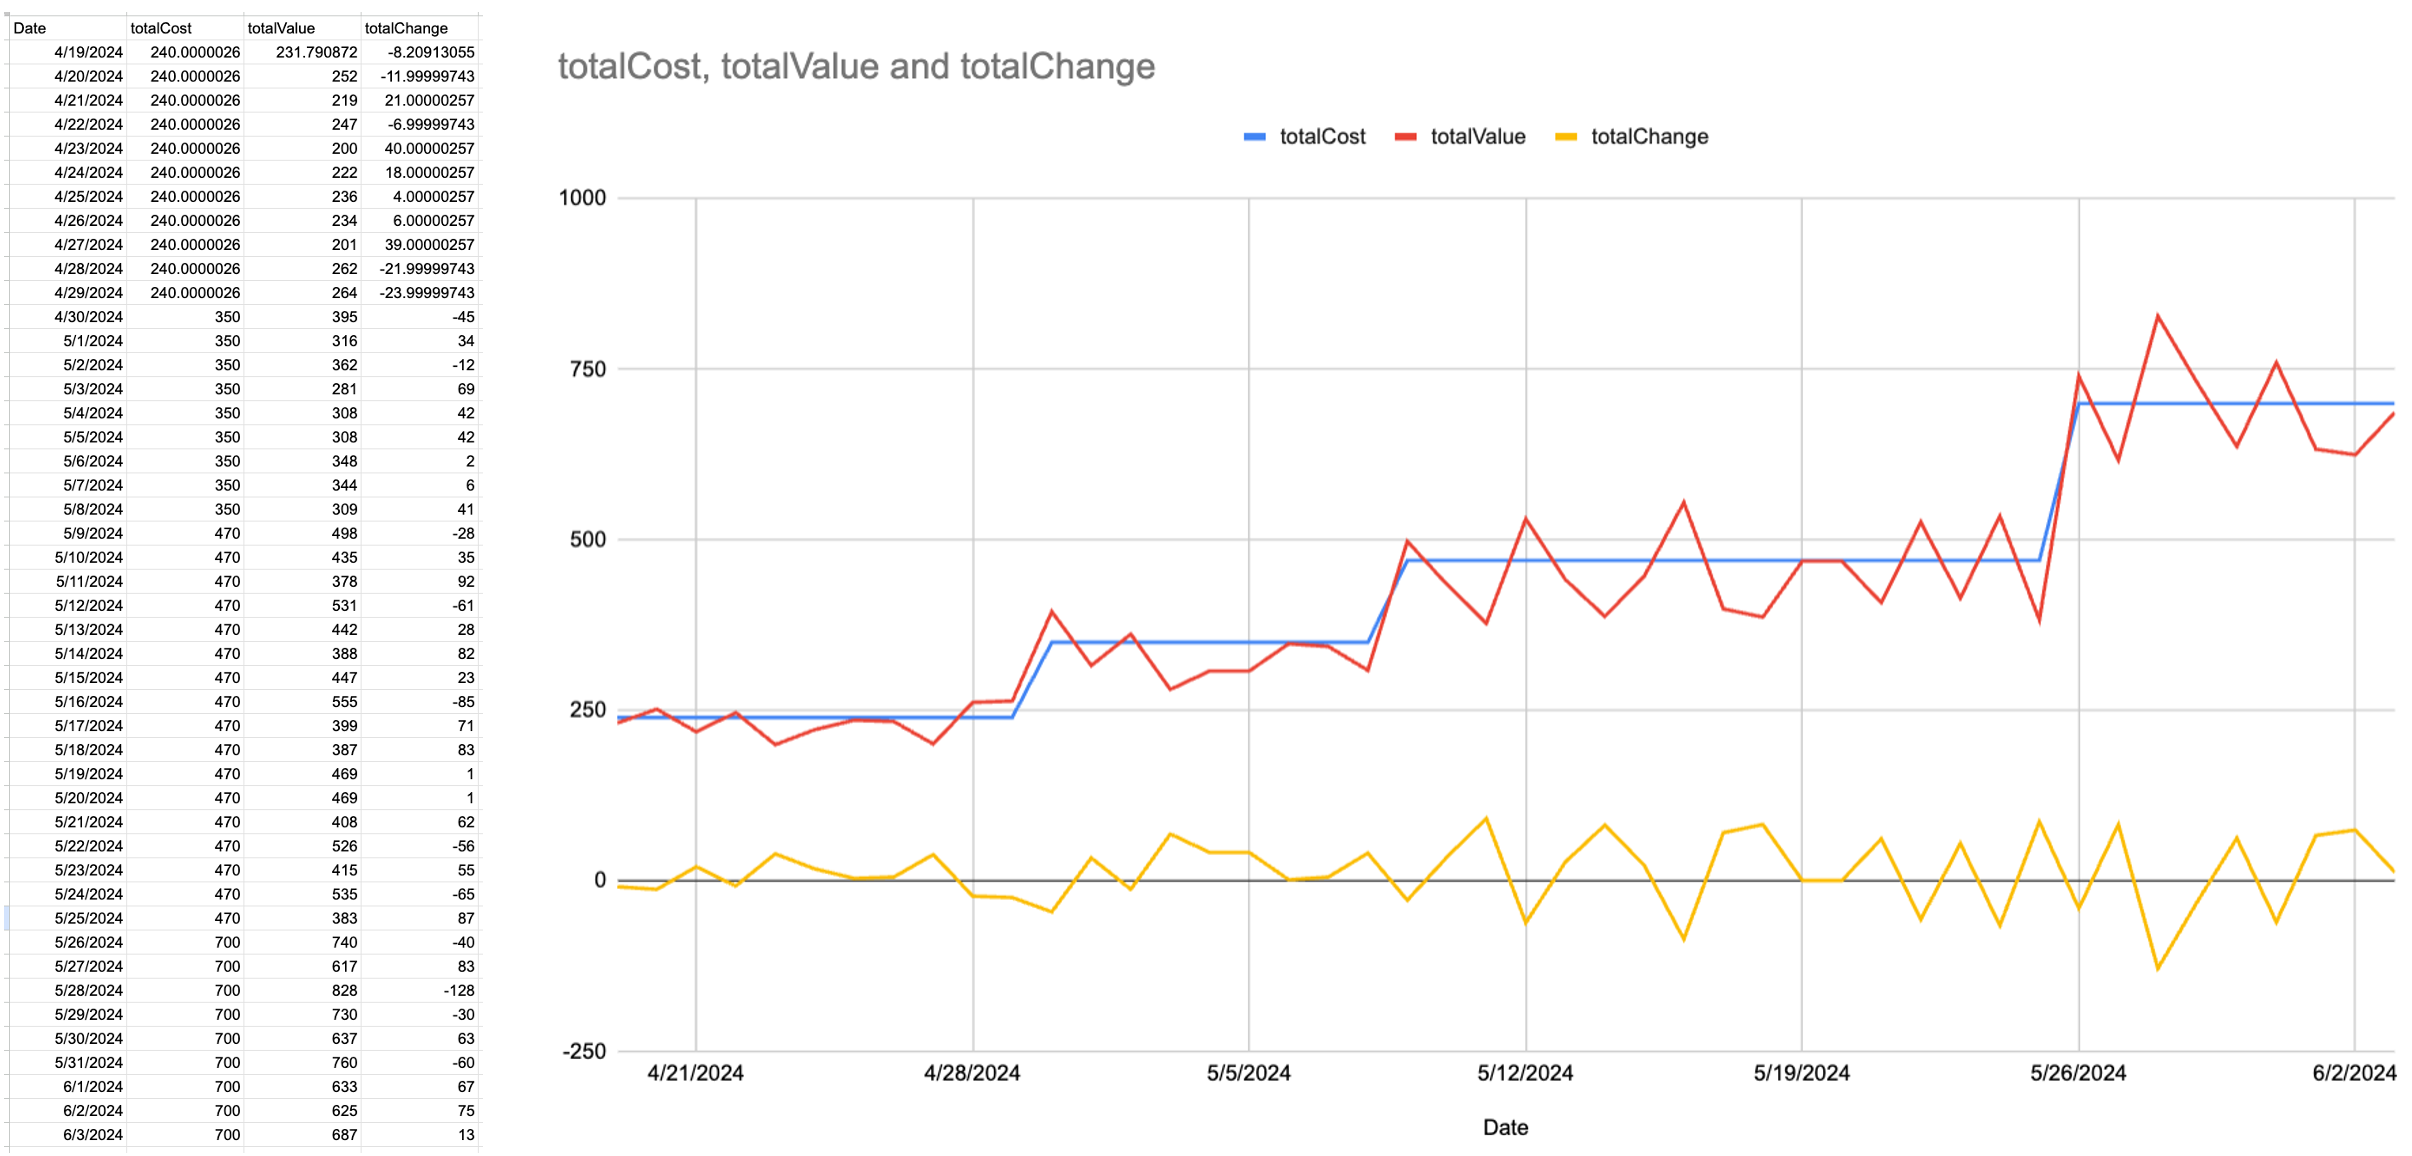 Date totalCost totalValue totalChange
4/19/2024 240.0000026 231.790872 -8.20913055
4/20/2024 240.0000026 252 -11.99999743
4/21/2024 240.0000026 219 21.00000257
4/22/2024 240.0000026 247 -6.99999743
4/23/2024 240.0000026 200 40.00000257
4/24/2024 240.0000026 222 18.00000257
4/25/2024 240.0000026 236 4.00000257
4/26/2024 240.0000026 234 6.00000257
4/27/2024 240.0000026 201 39.00000257
4/28/2024 240.0000026 262 -21.99999743
4/29/2024 240.0000026 264 -23.99999743
4/30/2024 350 395 -45
5/1/2024 350 316 34
5/2/2024 350 362 -12
5/3/2024 350 281 69
5/4/2024 350 308 42
5/5/2024 350 308 42
5/6/2024 350 348 2
5/7/2024 350 344 6
5/8/2024 350 309 41
5/9/2024 470 498 -28
5/10/2024 470 435 35
5/11/2024 470 378 92
5/12/2024 470 531 -61
5/13/2024 470 442 28
5/14/2024 470 388 82
5/15/2024 470 447 23
5/16/2024 470 555 -85
5/17/2024 470 399 71
5/18/2024 470 387 83
5/19/2024 470 469 1
5/20/2024 470 469 1
5/21/2024 470 408 62
5/22/2024 470 526 -56
5/23/2024 470 415 55
5/24/2024 470 535 -65
5/25/2024 470 383 87
5/26/2024 700 740 -40
5/27/2024 700 617 83
5/28/2024 700 828 -128
5/29/2024 700 730 -30
5/30/2024 700 637 63
5/31/2024 700 760 -60
6/1/2024 700 633 67
6/2/2024 700 625 75
6/3/2024 700 687 13
totalCost, totalValue and totalChange
totalCost totalValue totalChange
1000
750
500
250
0
-250
4/21/2024 4/28/2024 5/5/2024 5/12/2024 5/19/2024 5/26/2024 6/2/2024
Date